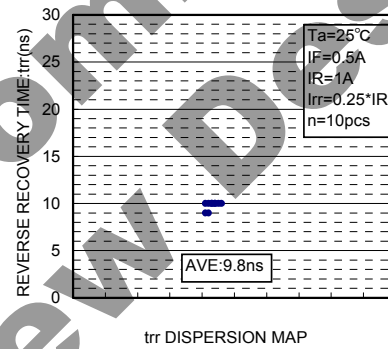 30
25
20
15
10
5
0
REVERSE RECOVERY TIME:trr(ns)
Ta=25℃
IF=0.5A
IR=1A
Irr=0.25*IR
n=10pcs
AVE:9.8ns
trr DISPERSION MAP